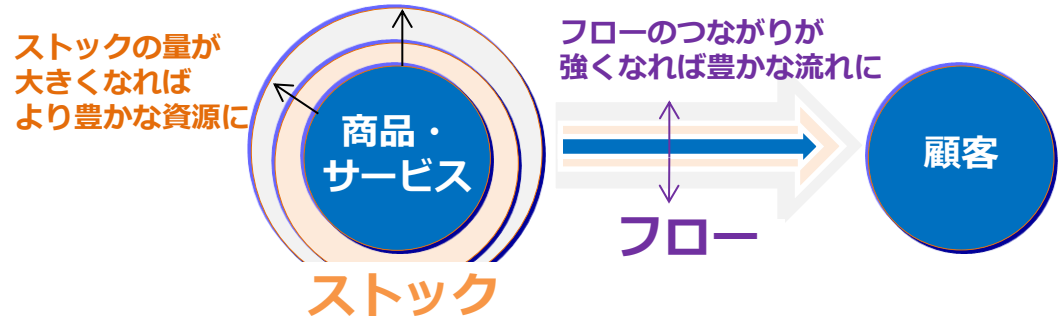 ストックの量が
大きくなれば
より豊かな資源に
商品・
サービス
ストック
フローのつながりが
強くなれば豊かな流れに
フロー
顧客